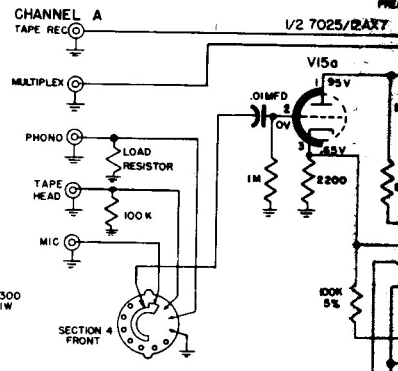 CHANNEL A
TAPE REC
1/2 7025/12AX7
V15a
MULTIPLEX
1
95V
.01MFD
2
0V
PHONO
3
.65V
LOAD
RESISTOR
TAPE
HEAD
1M
2200
100K
MIC
300
1W
100K
5%
SECTION 4
FRONT